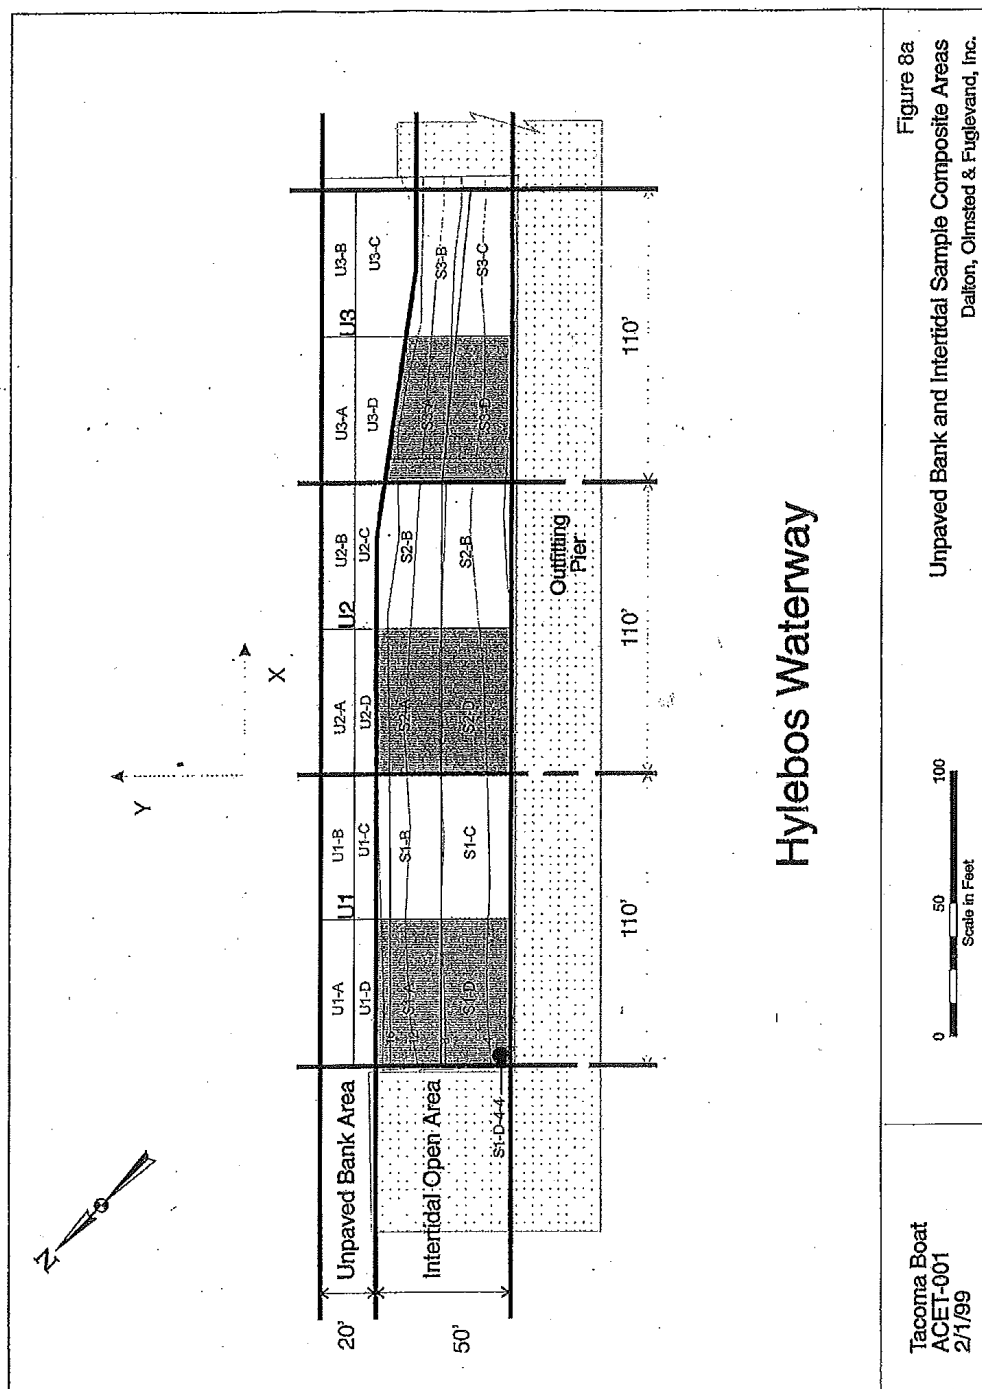 N
Y
X
20'
Unpaved Bank Area
50'
Intertidal Open Area
U1-A
U1-B
U2-A
U2-B
U3-A
U3-B
U1
U2
U3
U1-D
U1-C
U2-D
U2-C
U3-D
U3-C
S1-A
S1-B
S2-A
S2-B
S3-A
S3-B
S1-D
S1-C
S2-D
S2-B
S3-D
S3-C
S1-D-4-4
Outfitting
Pier
110'
110'
110'
Hylebos Waterway
0
50
100
Scale in Feet
Tacoma Boat
ACET-001
2/1/99
Figure 8a
Unpaved Bank and Intertidal Sample Composite Areas
Dalton, Olmsted & Fuglevand, Inc.